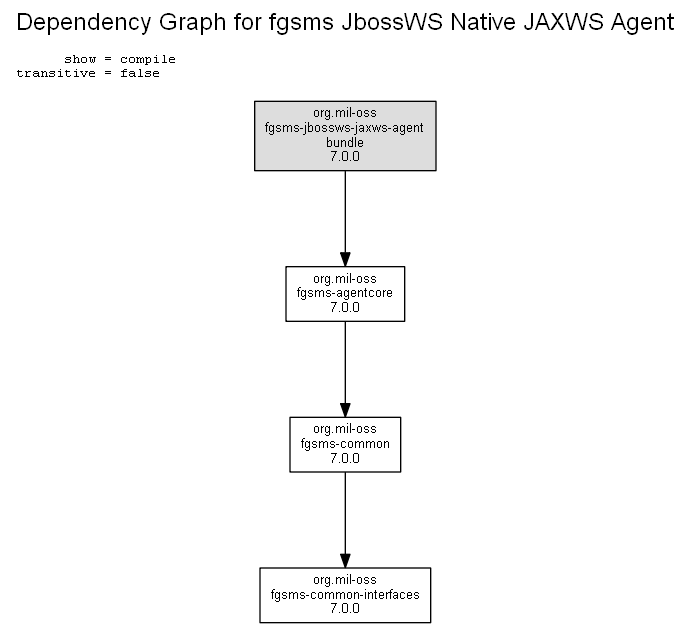 Dependency Graph for fgsms JbossWS Native JAXWS Agent
show = compile
transitive = false
org.mil-oss
fgsms-jbossws-jaxws-agent
bundle
7.0.0
org.mil-oss
fgsms-agentcore
7.0.0
org.mil-oss
fgsms-common
7.0.0
org.mil-oss
fgsms-common-interfaces
7.0.0